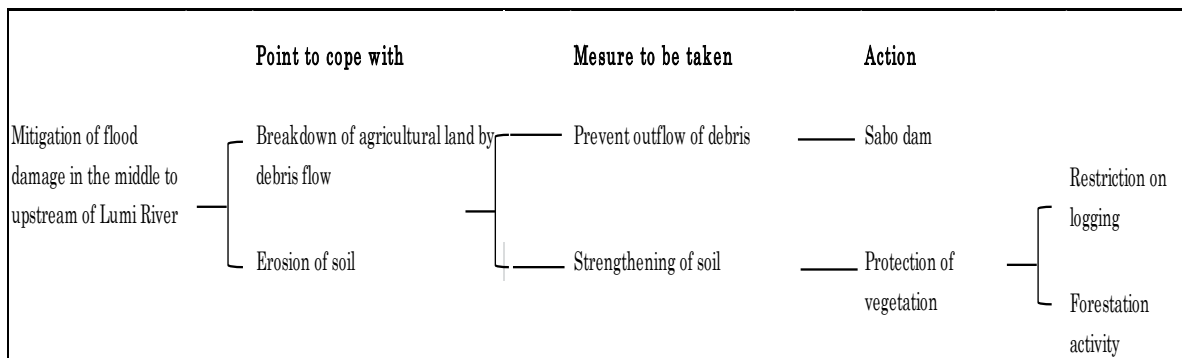 Point to cope with
Mesure to be taken
Action
Mitigation of flood
damage in the middle to
upstream of Lumi River
Breakdown of agricultural land by
debris flow
Erosion of soil
Prevent outflow of debris
Strengthening of soil
Sabo dam
Protection of
vegetation
Restriction on
logging
Forestation
activity